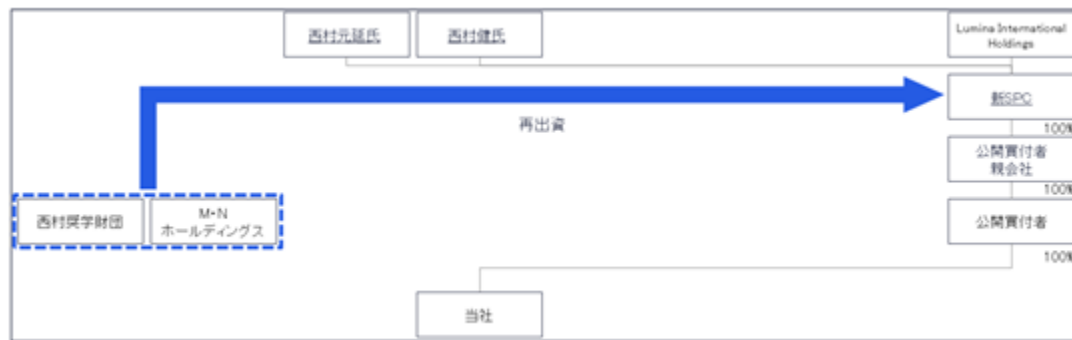 西村元延氏
西村健氏
Lumina International
Holdings
新SPC
再出資
100%
公開買付者
親会社
100%
西村奨学財団
M・N
ホールディングス
公開買付者
100%
当社